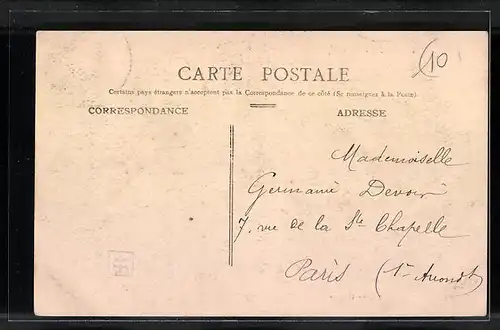 (10
CARTE POSTALE
Certains pays étrangers n'acceptent pas la Correspondance de ce côté (Se renseigner à la Poste).
CORRESPONDANCE
ADRESSE
Mademoiselle
Germaine
7, rue de la Ste Chapelle
Paris (1er Arrondt)